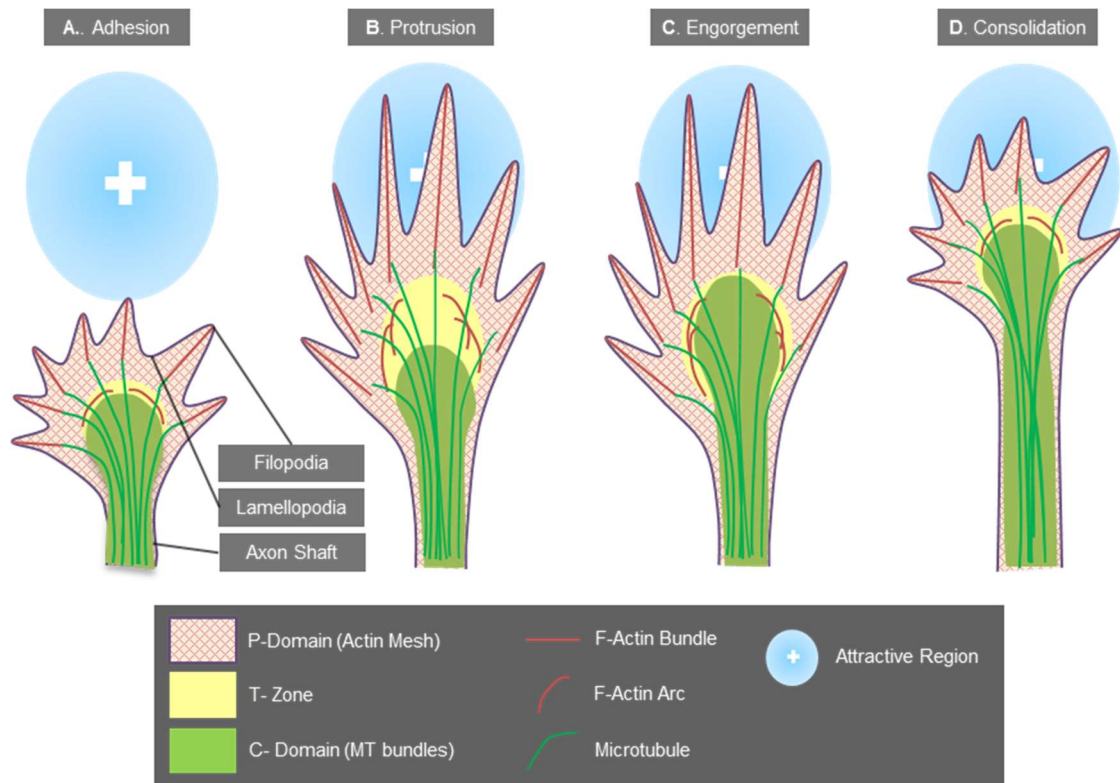 A.. Adhesion
B. Protrusion
C. Engorgement
D. Consolidation
Filopodia
Lamellopodia
Axon Shaft
P-Domain (Actin Mesh)
F-Actin Bundle
Attractive Region
T- Zone
F-Actin Arc
C- Domain (MT bundles)
Microtubule